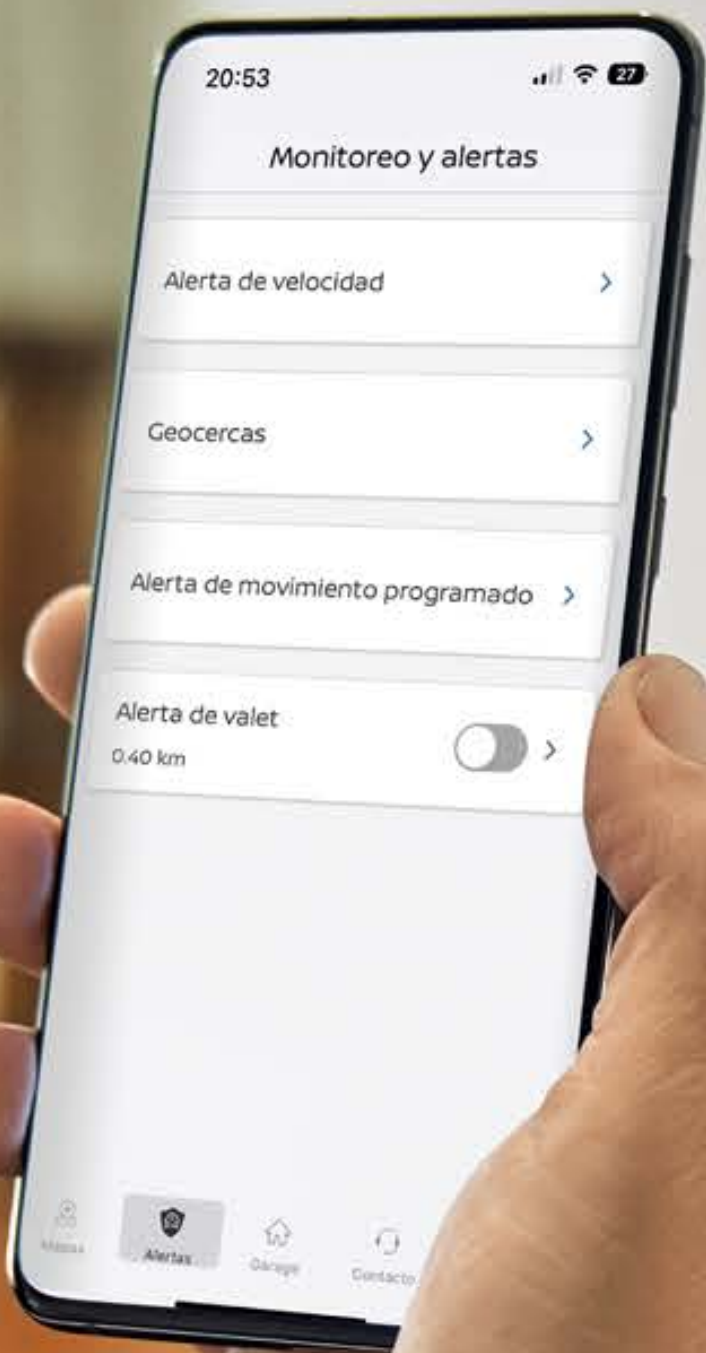 20:53
27
Monitoreo y alertas
Alerta de velocidad
Geocercas
Alerta de movimiento programado
Alerta de valet
0.40 km
Alertas
Garage
Contacto